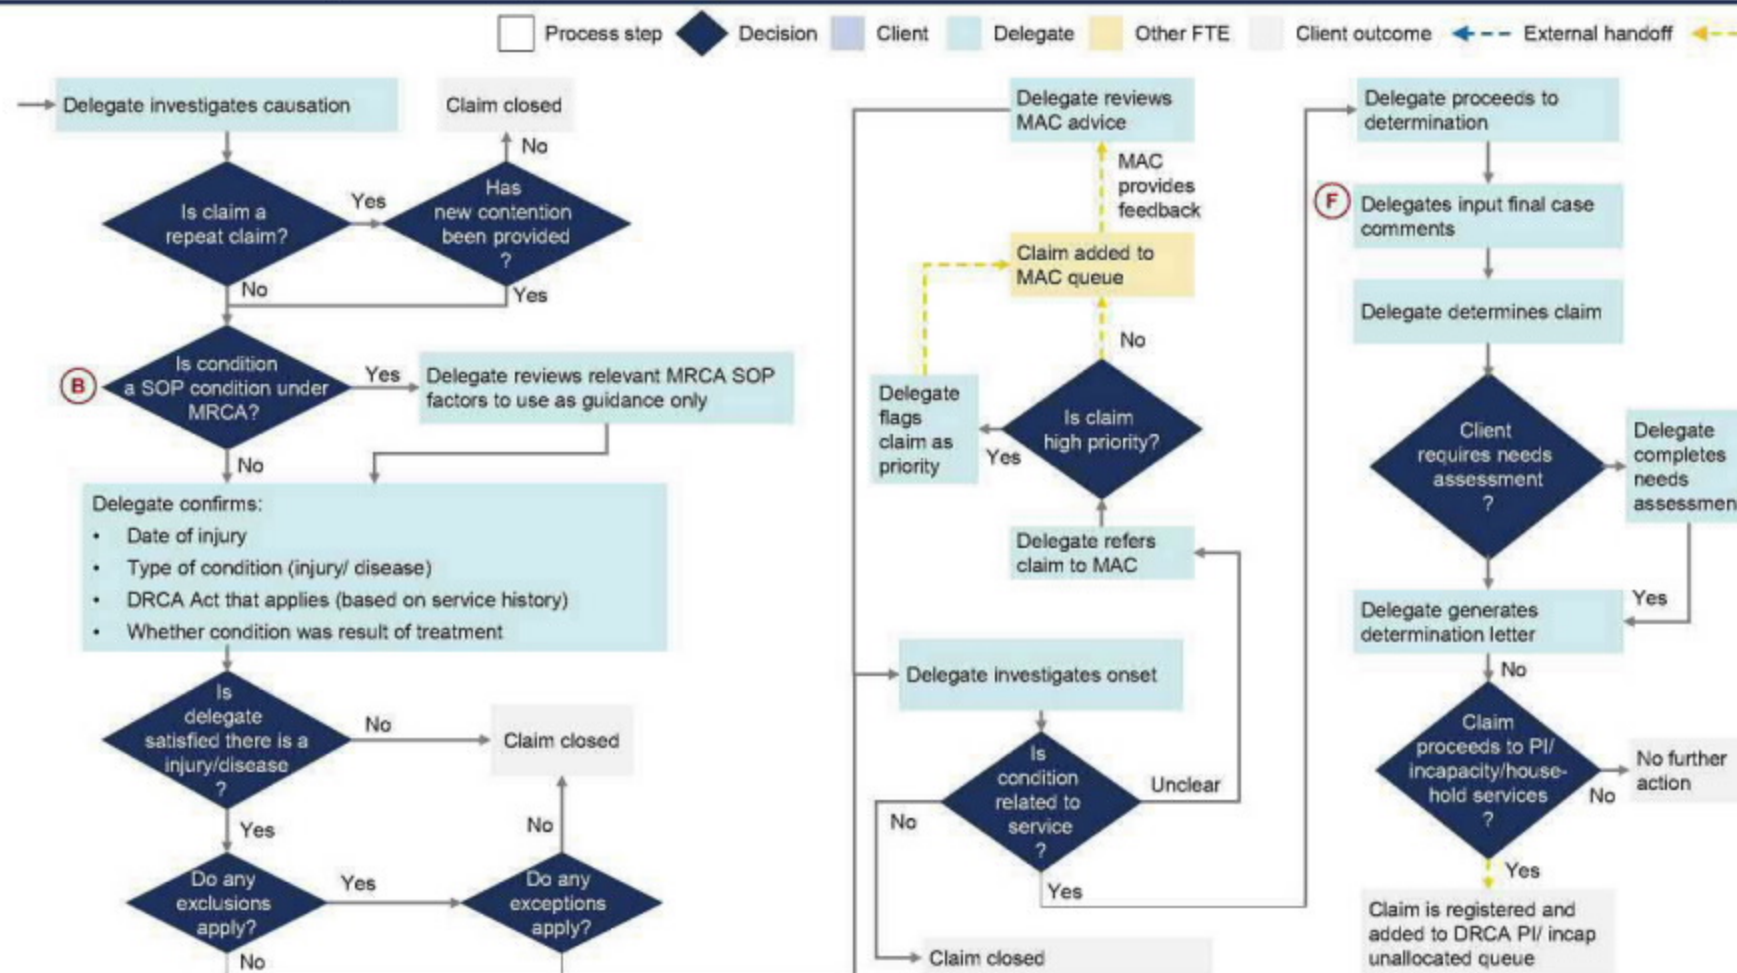 Process step
Decision
Client
Delegate
Other FTE
Client outcome
External handoff
Delegate investigates causation
Claim closed
No
Is claim a
repeat claim?
Yes
Has
new contention
been provided
?
No
Yes
B
Is condition
a SOP condition under
MRCA?
Yes
Delegate reviews relevant MRCA SOP
factors to use as guidance only
No
Delegate confirms:
• Date of injury
• Type of condition (injury/ disease)
• DRCA Act that applies (based on service history)
• Whether condition was result of treatment
Is
delegate
satisfied there is a
injury/disease
?
No
Claim closed
Yes
No
Do any
exclusions
apply?
Yes
Do any
exceptions
apply?
No
Delegate reviews
MAC advice
MAC
provides
feedback
Claim added to
MAC queue
No
Delegate
flags
claim as
priority
Yes
Is claim
high priority?
Delegate refers
claim to MAC
Delegate investigates onset
Is
condition
related to
service
?
Unclear
No
Yes
Claim closed
Delegate proceeds to
determination
F
Delegates input final case
comments
Delegate determines claim
Client
requires needs
assessment
?
Delegate
completes
needs
assessmen
Yes
Delegate generates
determination letter
No
Claim
proceeds to PI/
incapacity/house-
hold services
?
No
No further
action
Yes
Claim is registered and
added to DRCA PI/ incap
unallocated queue